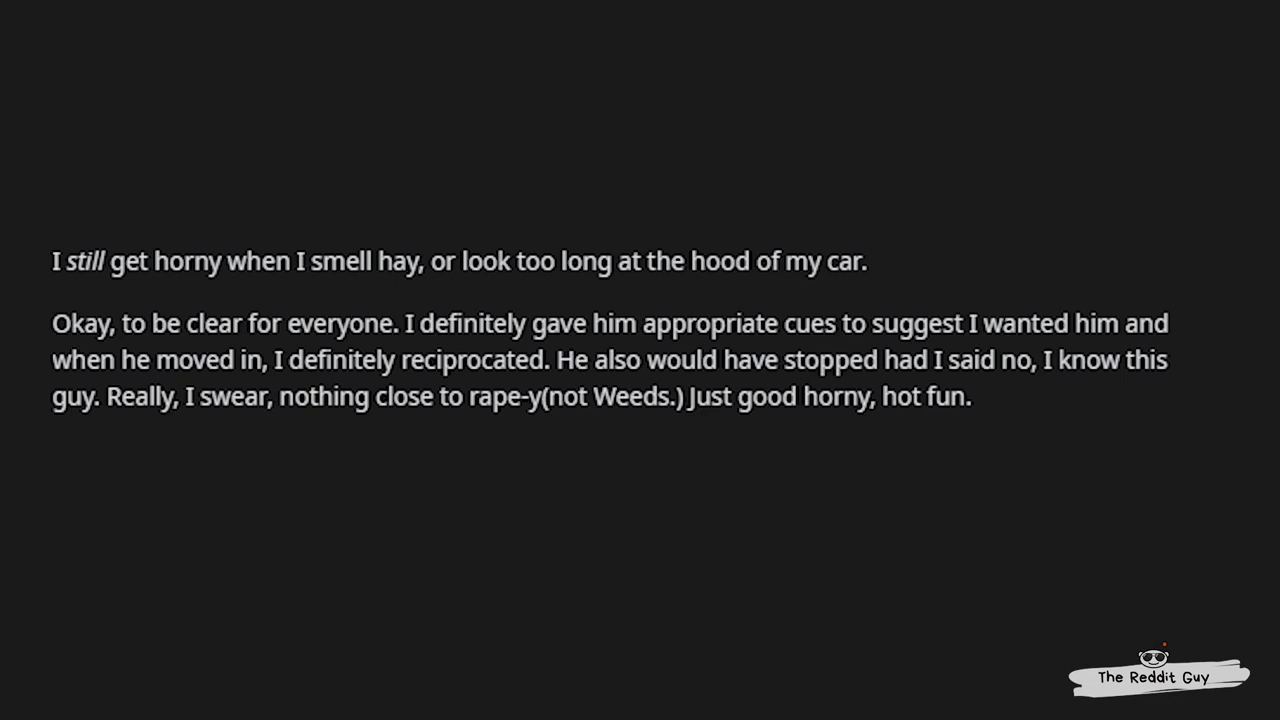 I still get horny when I smell hay, or look too long at the hood of my car.
Okay, to be clear for everyone. I definitely gave him appropriate cues to suggest I wanted him and
when he moved in, I definitely reciprocated. He also would have stopped had I said no, I know this
guy. Really, I swear, nothing close to rape-y(not Weeds.) Just good horny, hot fun.
The Reddit Guy